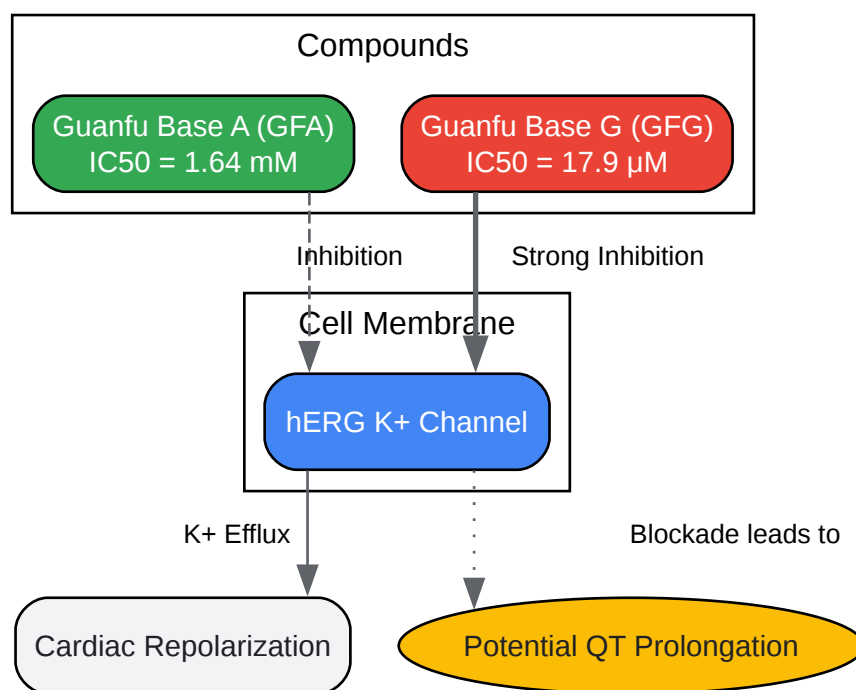 Compounds
Guanfu Base A (GFA)
IC50 = 1.64 mM
Guanfu Base G (GFG)
IC50 = 17.9 μM
Inhibition
Strong Inhibition
Cell Membrane
hERG K+ Channel
K+ Efflux
Blockade leads to
Cardiac Repolarization
Potential QT Prolongation